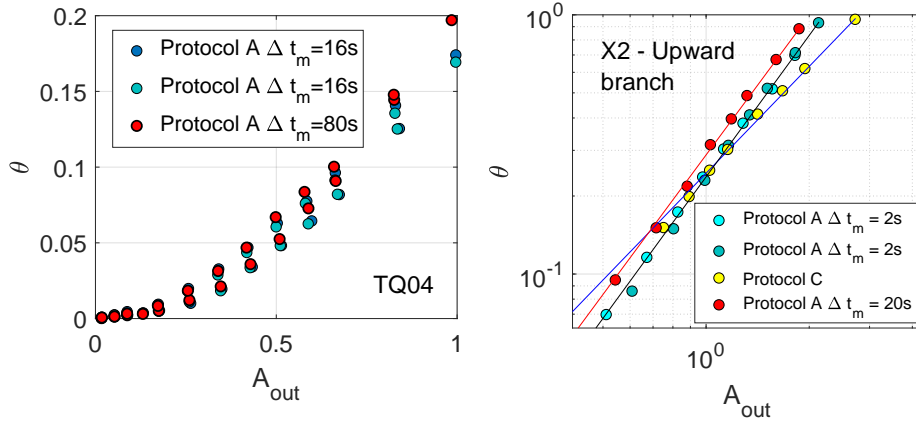 0.2
0.15
0.1
0.05
0
θ
Protocol A Δ t_m=16s
Protocol A Δ t_m=16s
Protocol A Δ t_m=80s
TQ04
0
0.5
1
A_out
10^0
10^-1
θ
X2 - Upward
branch
Protocol A Δ t_m = 2s
Protocol A Δ t_m = 2s
Protocol C
Protocol A Δ t_m = 20s
10^0
A_out